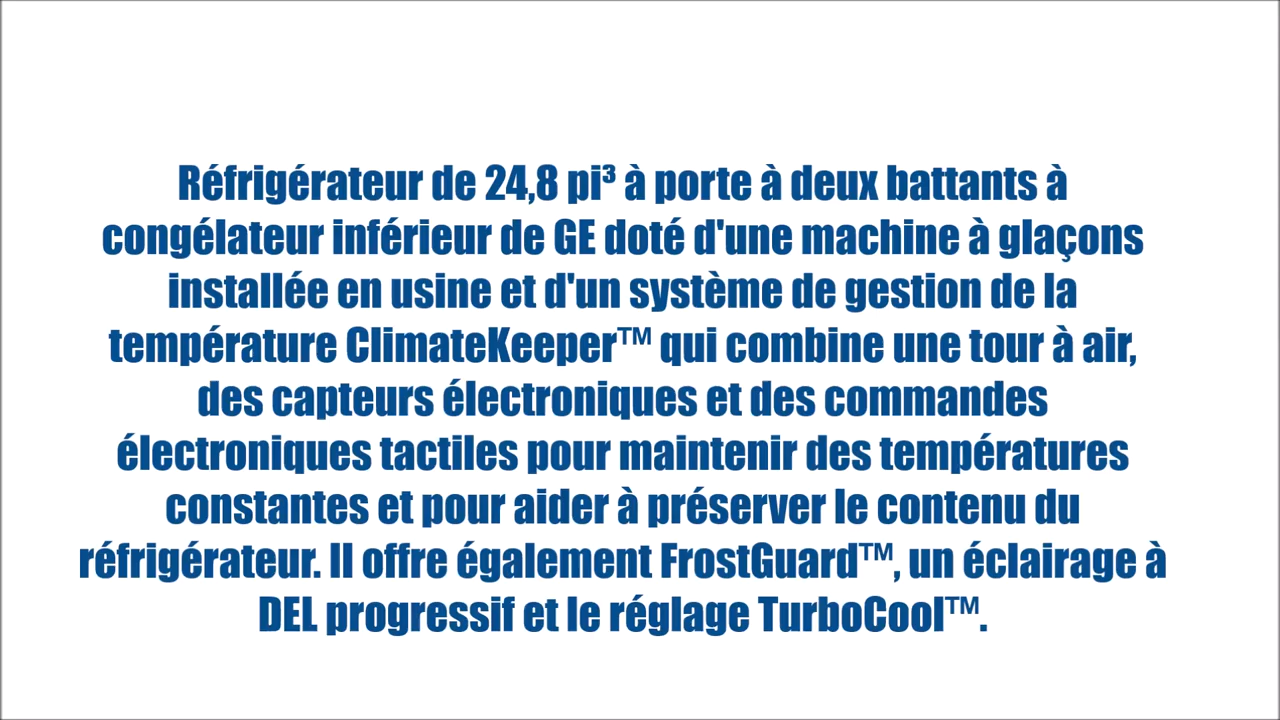 Réfrigérateur de 24,8 pi³ à porte à deux battants à
congélateur inférieur de GE doté d'une machine à glaçons
installée en usine et d'un système de gestion de la
température ClimateKeeper™ qui combine une tour à air,
des capteurs électroniques et des commandes
électroniques tactiles pour maintenir des températures
constantes et pour aider à préserver le contenu du
réfrigérateur. Il offre également FrostGuard™, un éclairage à
DEL progressif et le réglage TurboCool™.